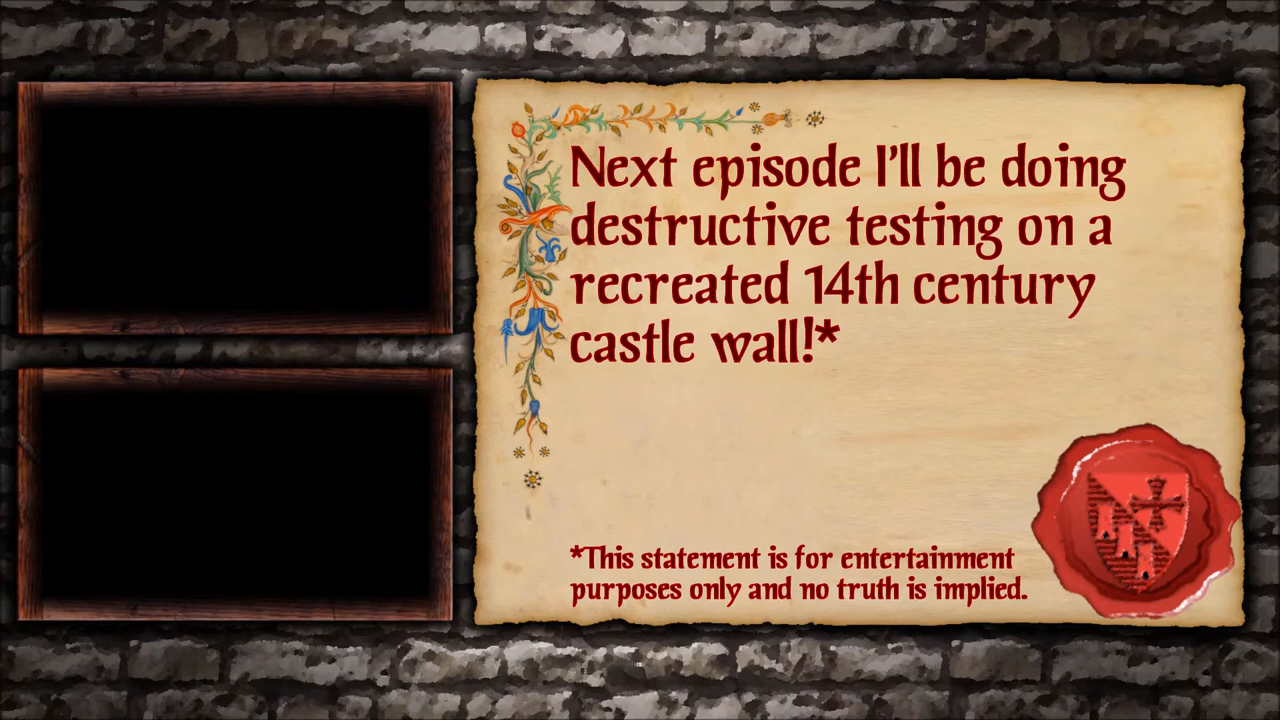 Next episode I'll be doing
destructive testing on a
recreated 14th century
castle wall!*
*This statement is for entertainment
purposes only and no truth is implied.